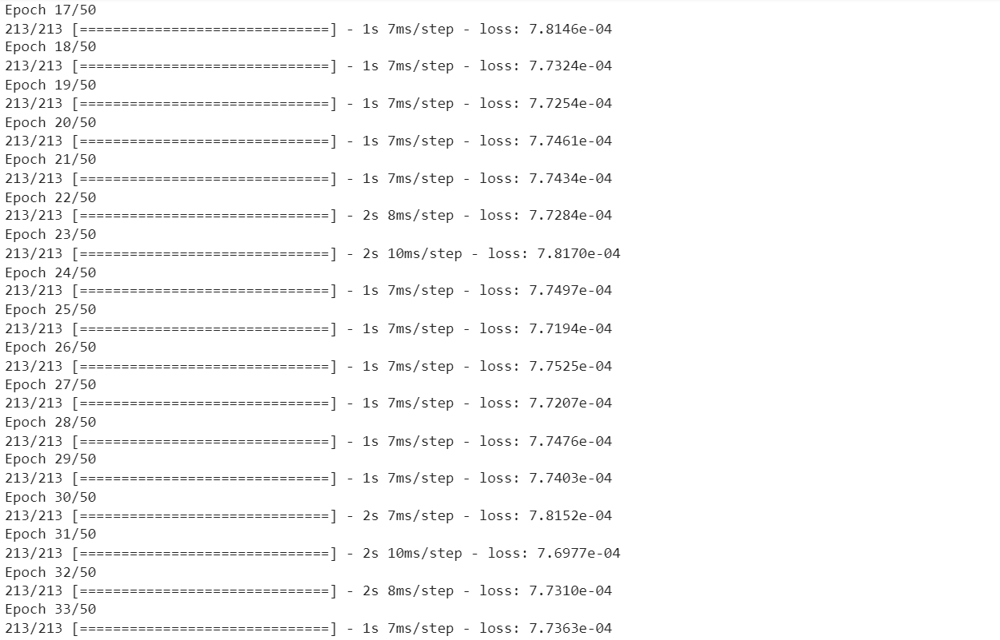 Epoch 17/50
213/213 [==============================] - 1s 7ms/step - loss: 7.8146e-04
Epoch 18/50
213/213 [==============================] - 1s 7ms/step - loss: 7.7324e-04
Epoch 19/50
213/213 [==============================] - 1s 7ms/step - loss: 7.7254e-04
Epoch 20/50
213/213 [==============================] - 1s 7ms/step - loss: 7.7461e-04
Epoch 21/50
213/213 [==============================] - 1s 7ms/step - loss: 7.7434e-04
Epoch 22/50
213/213 [==============================] - 2s 8ms/step - loss: 7.7284e-04
Epoch 23/50
213/213 [==============================] - 2s 10ms/step - loss: 7.8170e-04
Epoch 24/50
213/213 [==============================] - 1s 7ms/step - loss: 7.7497e-04
Epoch 25/50
213/213 [==============================] - 1s 7ms/step - loss: 7.7194e-04
Epoch 26/50
213/213 [==============================] - 1s 7ms/step - loss: 7.7525e-04
Epoch 27/50
213/213 [==============================] - 1s 7ms/step - loss: 7.7207e-04
Epoch 28/50
213/213 [==============================] - 1s 7ms/step - loss: 7.7476e-04
Epoch 29/50
213/213 [==============================] - 1s 7ms/step - loss: 7.7403e-04
Epoch 30/50
213/213 [==============================] - 2s 7ms/step - loss: 7.8152e-04
Epoch 31/50
213/213 [==============================] - 2s 10ms/step - loss: 7.6977e-04
Epoch 32/50
213/213 [==============================] - 2s 8ms/step - loss: 7.7310e-04
Epoch 33/50
213/213 [==============================] - 1s 7ms/step - loss: 7.7363e-04